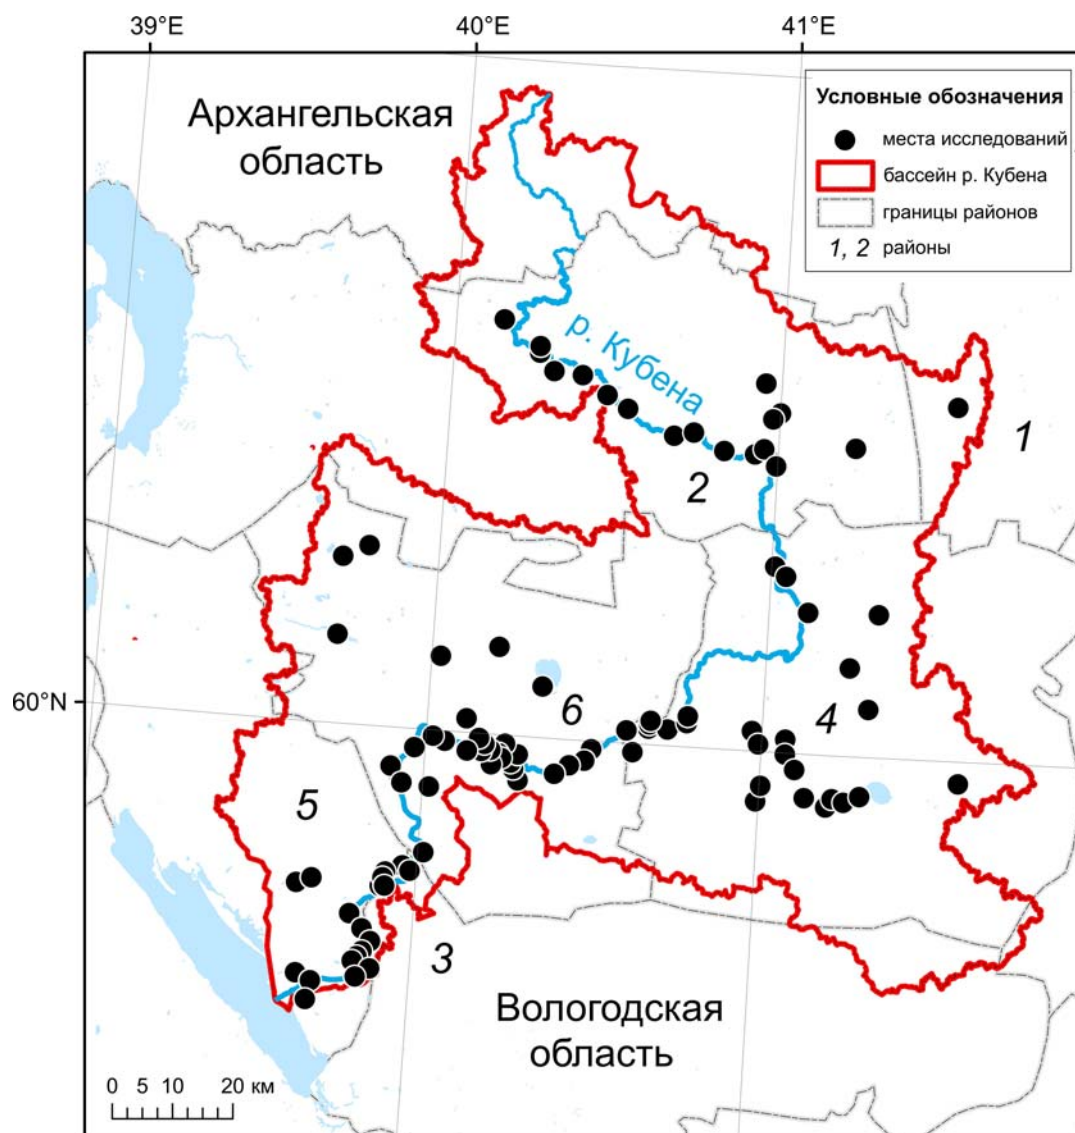 39°E
40°E
41°E
Архангельская
область
Условные обозначения
места исследований
бассейн р. Кубена
границы районов
1, 2
районы
р. Кубена
1
2
60°N
6
4
5
3
Вологодская
область
0 5 10 20 км